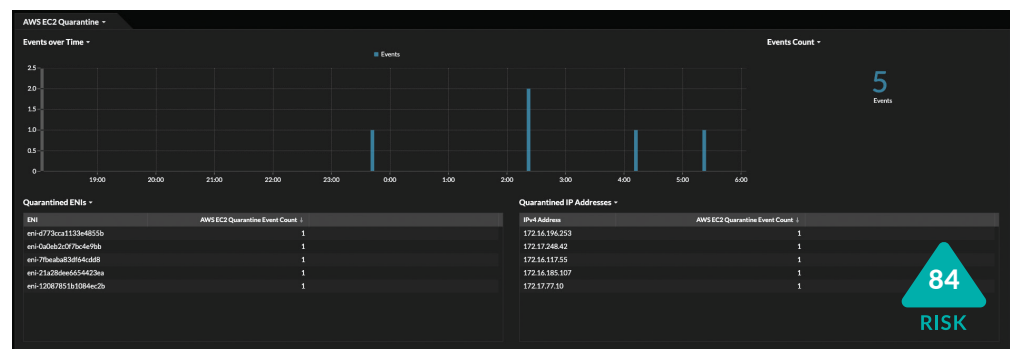 AWS EC2 Quarantine
Events over Time
Events Count
Events
2.5
2.0
1.5
1.0
0.5
0
19:00 20:00 21:00 22:00 23:00 0:00 1:00 2:00 3:00 4:00 5:00 6:00
5
Events
Quarantined ENIs
ENI AWS EC2 Quarantine Event Count ↓
eni-d773cca1133e4855b 1
eni-0a0eb2c0f7bc4e9bb 1
eni-7fbeaba83df64cdd8 1
eni-21a28dee6654423ea 1
eni-12087851b1084ec2b 1
Quarantined IP Addresses
IPv4 Address AWS EC2 Quarantine Event Count ↓
172.16.196.253 1
172.17.248.42 1
172.16.117.55 1
172.16.185.107 1
172.17.77.10 1
84
RISK